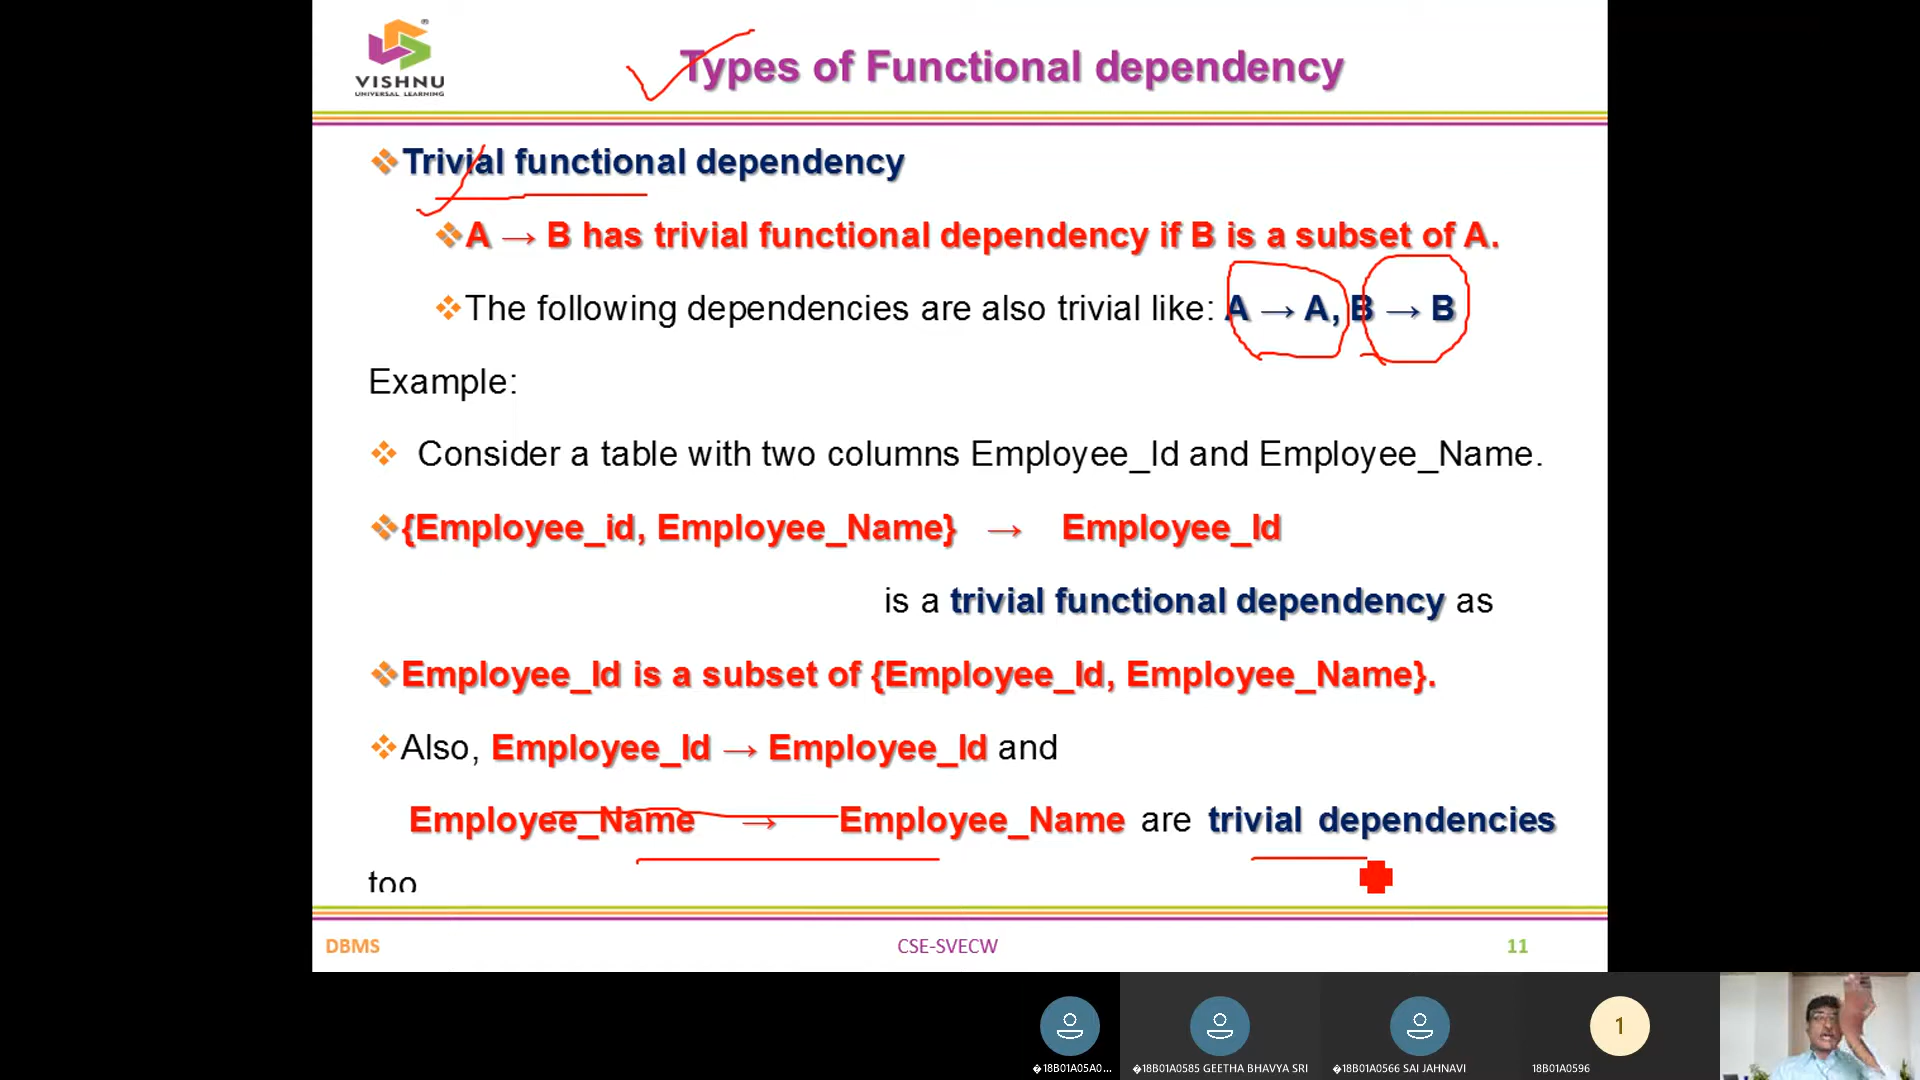 VISHNU
UNIVERSAL LEARNING
Types of Functional dependency
Trivial functional dependency
A → B has trivial functional dependency if B is a subset of A.
The following dependencies are also trivial like: A → A, B → B
Example:
Consider a table with two columns Employee_Id and Employee_Name.
{Employee_id, Employee_Name} → Employee_Id
is a trivial functional dependency as
Employee_Id is a subset of {Employee_Id, Employee_Name}.
Also, Employee_Id → Employee_Id and
Employee_Name → Employee_Name are trivial dependencies
too
DBMS
CSE-SVECW
11
1
�18B01A05A0...
�18B01A0585 GEETHA BHAVYA SRI
�18B01A0566 SAI JAHNAVI
18B01A0596